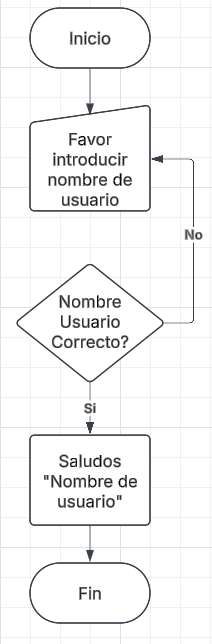 Inicio
Favor
introducir
nombre de
usuario
No
Nombre
Usuario
Correcto?
Si
Saludos
"Nombre de
usuario"
Fin